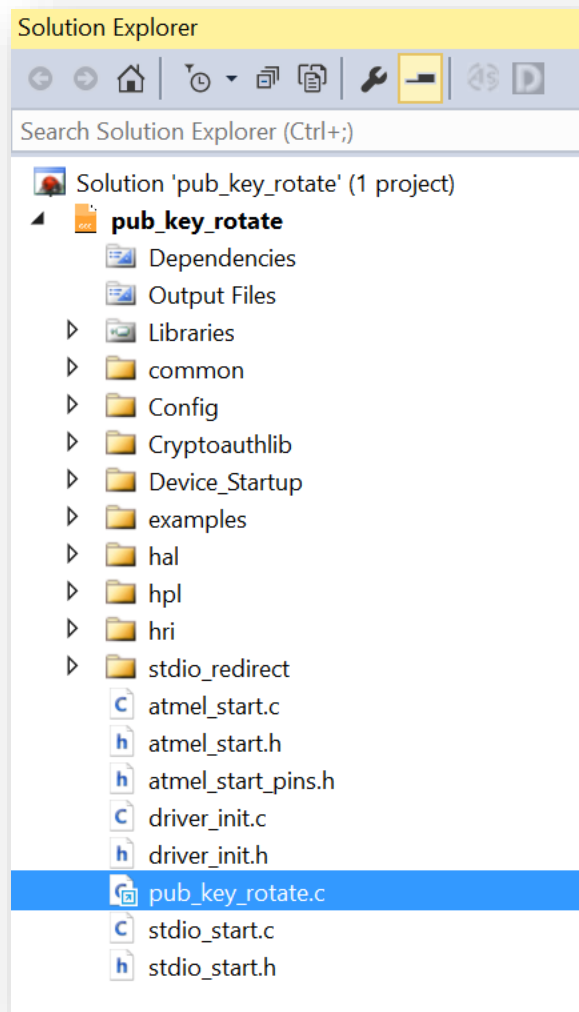 Solution Explorer
Search Solution Explorer (Ctrl+;)
Solution 'pub_key_rotate' (1 project)
pub_key_rotate
Dependencies
Output Files
Libraries
common
Config
Cryptoauthlib
Device_Startup
examples
hal
hpl
hri
stdio_redirect
atmel_start.c
atmel_start.h
atmel_start_pins.h
driver_init.c
driver_init.h
pub_key_rotate.c
stdio_start.c
stdio_start.h